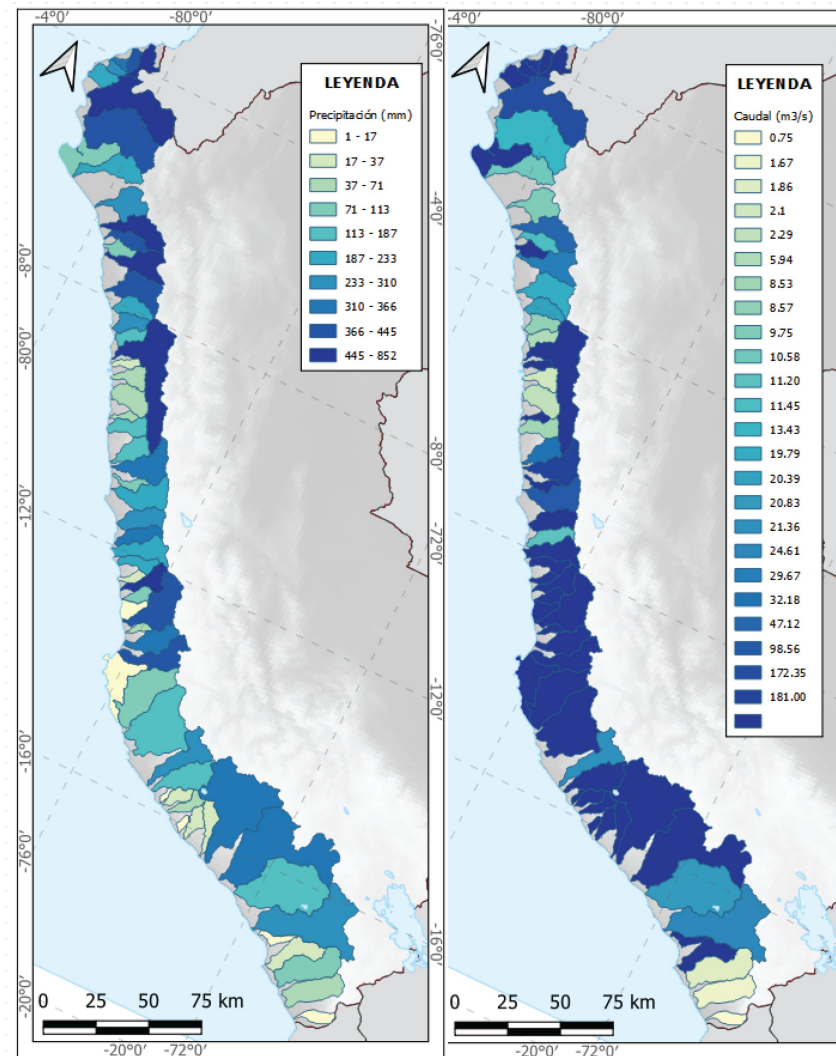 -4°0′
-80°0′
-76°0′
LEYENDA
Precipitación (mm)
1 - 17
17 - 37
37 - 71
71 - 113
113 - 187
187 - 233
233 - 310
310 - 366
366 - 445
445 - 852
-8°0′
-80°0′
-12°0′
-16°0′
-76°0′
-20°0′
-4°0′
-8°0′
-72°0′
-12°0′
-16°0′
0 25 50 75 km
-20°0′ -72°0′
-80°0′
LEYENDA
Caudal (m3/s)
0.75
1.67
1.86
2.1
2.29
5.94
8.53
8.57
9.75
10.58
11.20
11.45
13.43
19.79
20.39
20.83
21.36
24.61
29.67
32.18
47.12
98.56
172.35
181.00
0 25 50 75 km
-20°0′ -72°0′